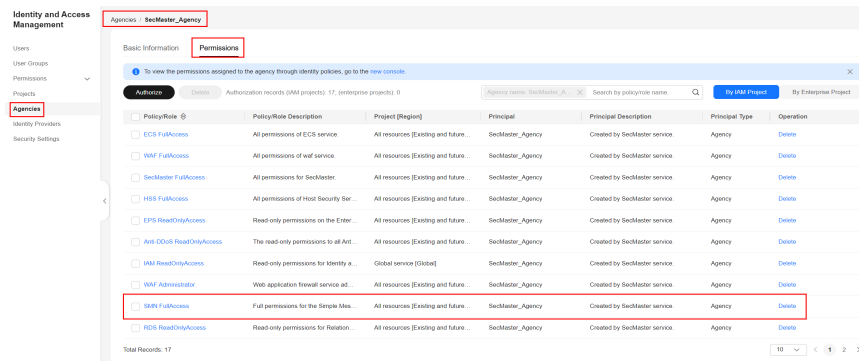 Identity and Access
Management
Users
User Groups
Permissions
Projects
Agencies
Identity Providers
Security Settings
Agencies / SecMaster_Agency
Basic Information Permissions
To view the permissions assigned to the agency through identity policies, go to the new console.
Authorize Delete Authorization records (IAM projects): 17; (enterprise projects): 0 Agency name: SecMaster_A... Search by policy/role name. By IAM Project By Enterprise Project
Policy/Role Policy/Role Description Project [Region] Principal Principal Description Principal Type Operation
ECS FullAccess All permissions of ECS service. All resources [Existing and future... SecMaster_Agency Created by SecMaster service. Agency Delete
WAF FullAccess All permissions of waf service. All resources [Existing and future... SecMaster_Agency Created by SecMaster service. Agency Delete
SecMaster FullAccess All permissions for SecMaster. All resources [Existing and future... SecMaster_Agency Created by SecMaster service. Agency Delete
HSS FullAccess All permissions of Host Security Ser... All resources [Existing and future... SecMaster_Agency Created by SecMaster service. Agency Delete
EPS ReadOnlyAccess Read-only permissions on the Enter... All resources [Existing and future... SecMaster_Agency Created by SecMaster service. Agency Delete
Anti-DDoS ReadOnlyAccess The read-only permissions to all Ant... All resources [Existing and future... SecMaster_Agency Created by SecMaster service. Agency Delete
IAM ReadOnlyAccess Read-only permissions for Identity a... Global service [Global] SecMaster_Agency Created by SecMaster service. Agency Delete
WAF Administrator Web application firewall service ad... All resources [Existing and future... SecMaster_Agency Created by SecMaster service. Agency Delete
SMN FullAccess Full permissions for the Simple Mes... All resources [Existing and future... SecMaster_Agency Created by SecMaster service. Agency Delete
RDS ReadOnlyAccess Read-only permissions for Relation... All resources [Existing and future... SecMaster_Agency Created by SecMaster service. Agency Delete
Total Records: 17 10 1 2